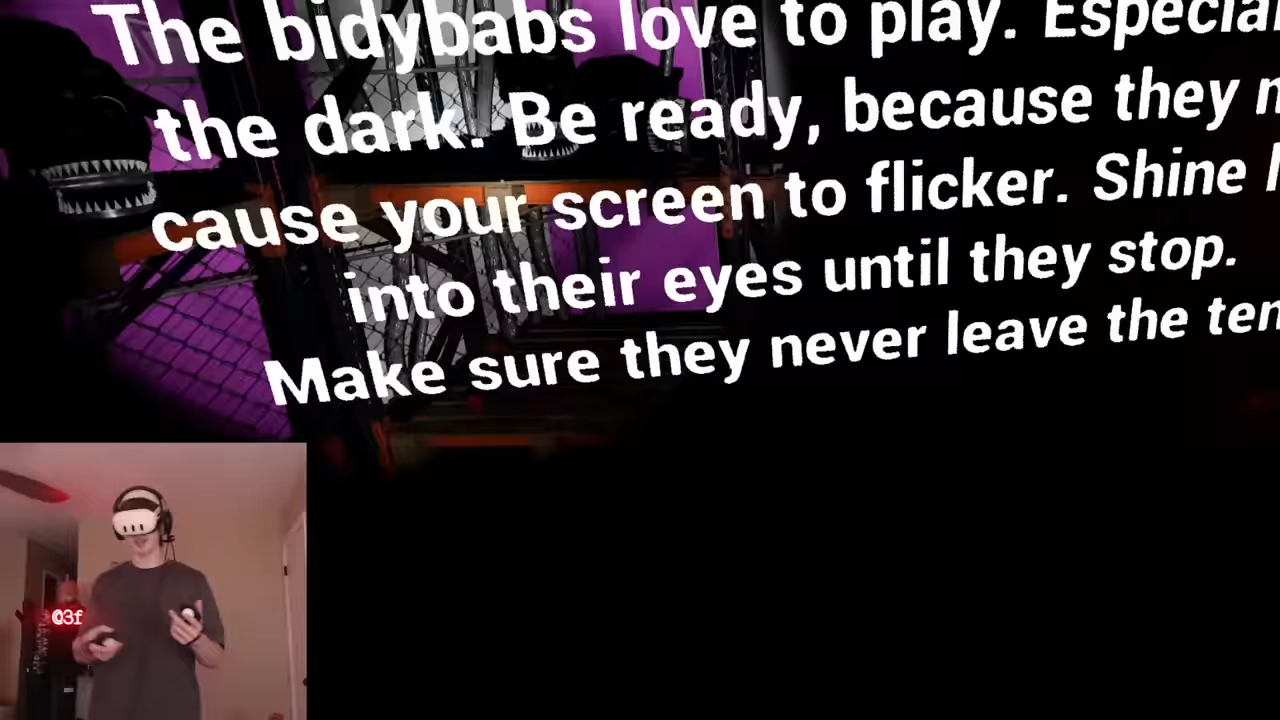 The bidybabs love to play.
the dark. Be ready, because they
cause your screen to flicker. Shine
into their eyes until they stop.
Make sure they never leave the
©3f